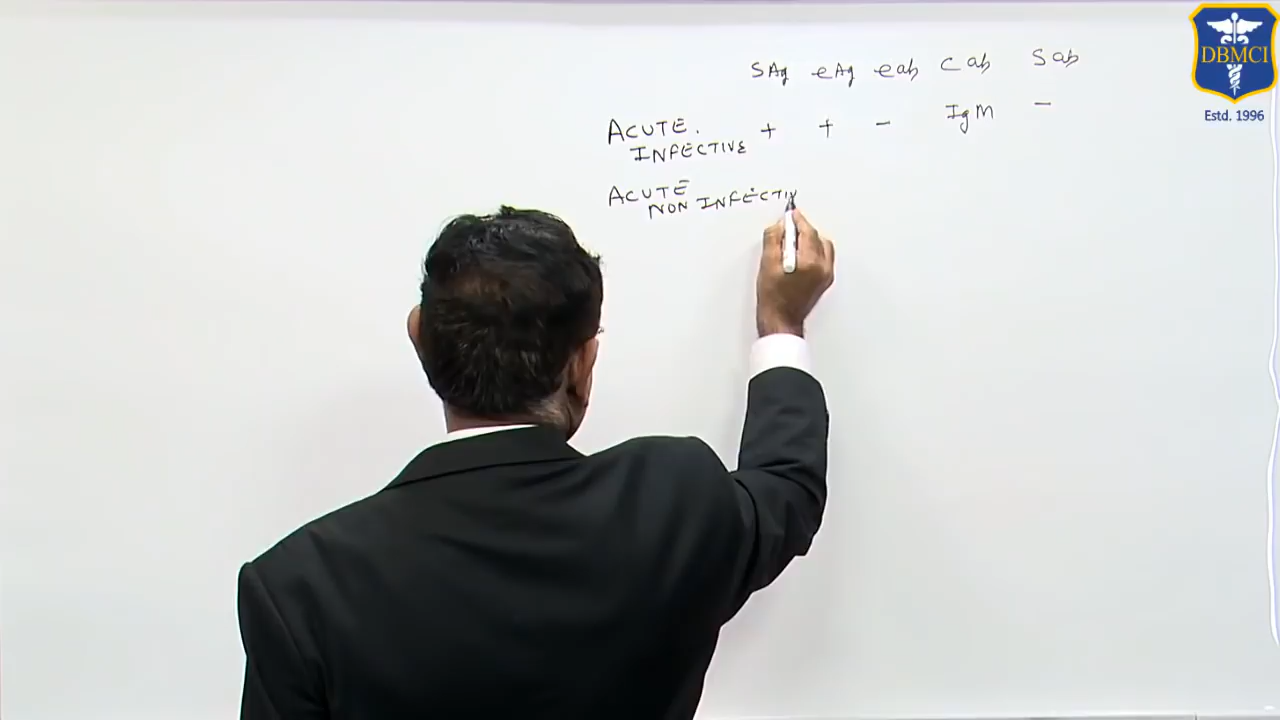 SAg eAg eab Cab Sab
ACUTE. + + - IgM -
INFECTIVE
ACUTE
NON INFECTIV
DBMCI
Estd. 1996